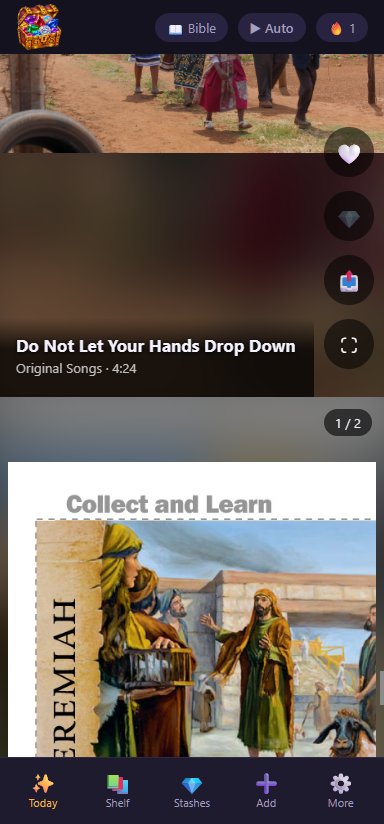 Bible
Auto
1
Do Not Let Your Hands Drop Down
Original Songs · 4:24
1 / 2
Collect and Learn
EREMIAH
Today
Shelf
Stashes
Add
More